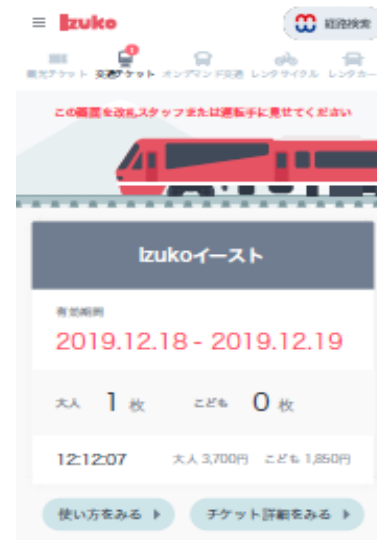 Izuko
経路検索
観光チケット 交通チケット オンデマンド交通 レンタサイクル レンタカー
1
この画面を改札スタッフまたは運転手に見せてください
Izukoイースト
有効期間
2019.12.18 - 2019.12.19
大人 1 枚 こども 0 枚
12:12:07 大人 3,700円 こども 1,850円
使い方をみる
チケット詳細をみる